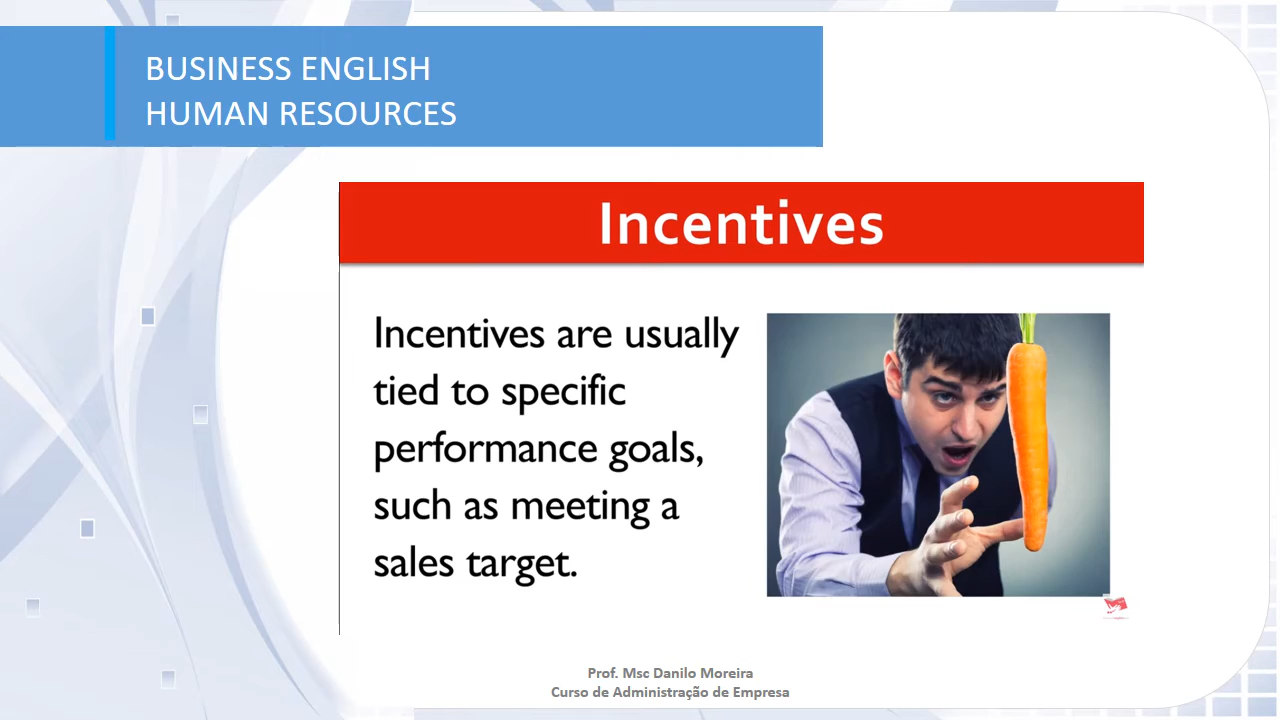 BUSINESS ENGLISH
HUMAN RESOURCES
Incentives
Incentives are usually
tied to specific
performance goals,
such as meeting a
sales target.
Prof. Msc Danilo Moreira
Curso de Administração de Empresa